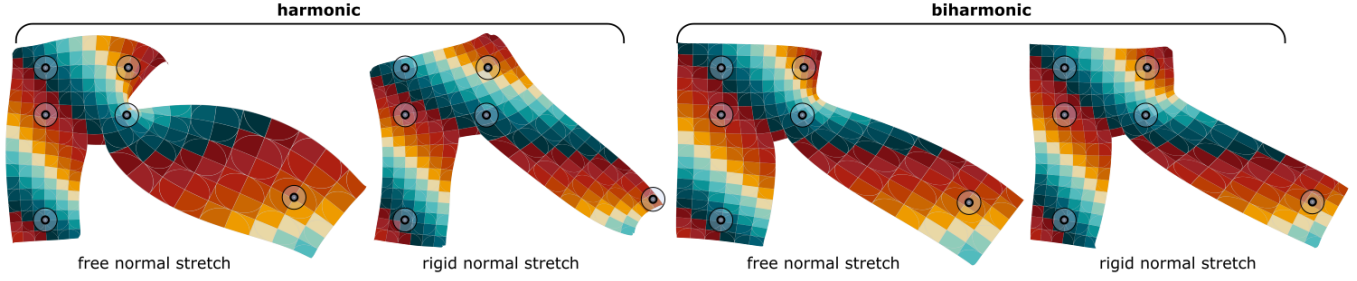 harmonic
biharmonic
free normal stretch
rigid normal stretch
free normal stretch
rigid normal stretch